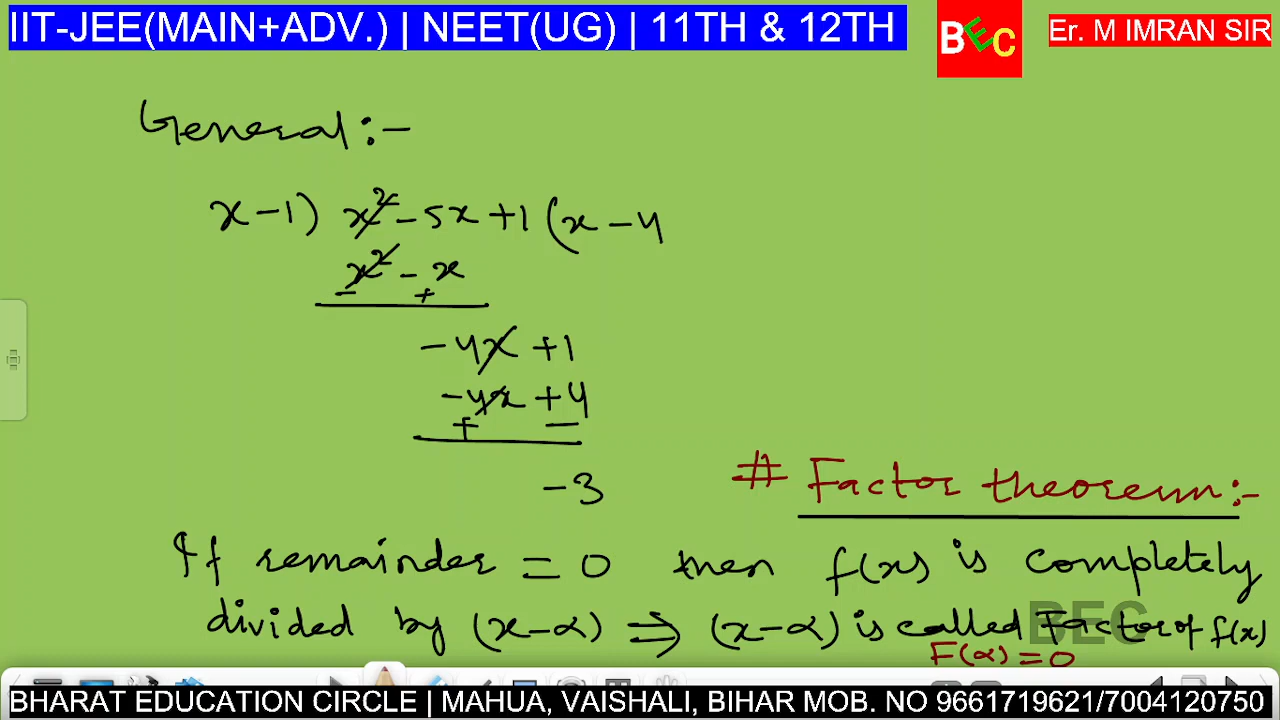 IIT-JEE(MAIN+ADV.) | NEET(UG) | 11TH & 12TH
BEC
Er. M IMRAN SIR
General:-
x-1) x²-5x+1 (x-4
x²-x
- +
-4x+1
-4x+4
+ -
-3
# Factor theorem:-
If remainder = 0 then f(x) is completely
divided by (x-α) ⇒ (x-α) is called Factor of f(x)
F(α) = 0
BEC
BHARAT EDUCATION CIRCLE | MAHUA, VAISHALI, BIHAR MOB. NO 9661719621/7004120750